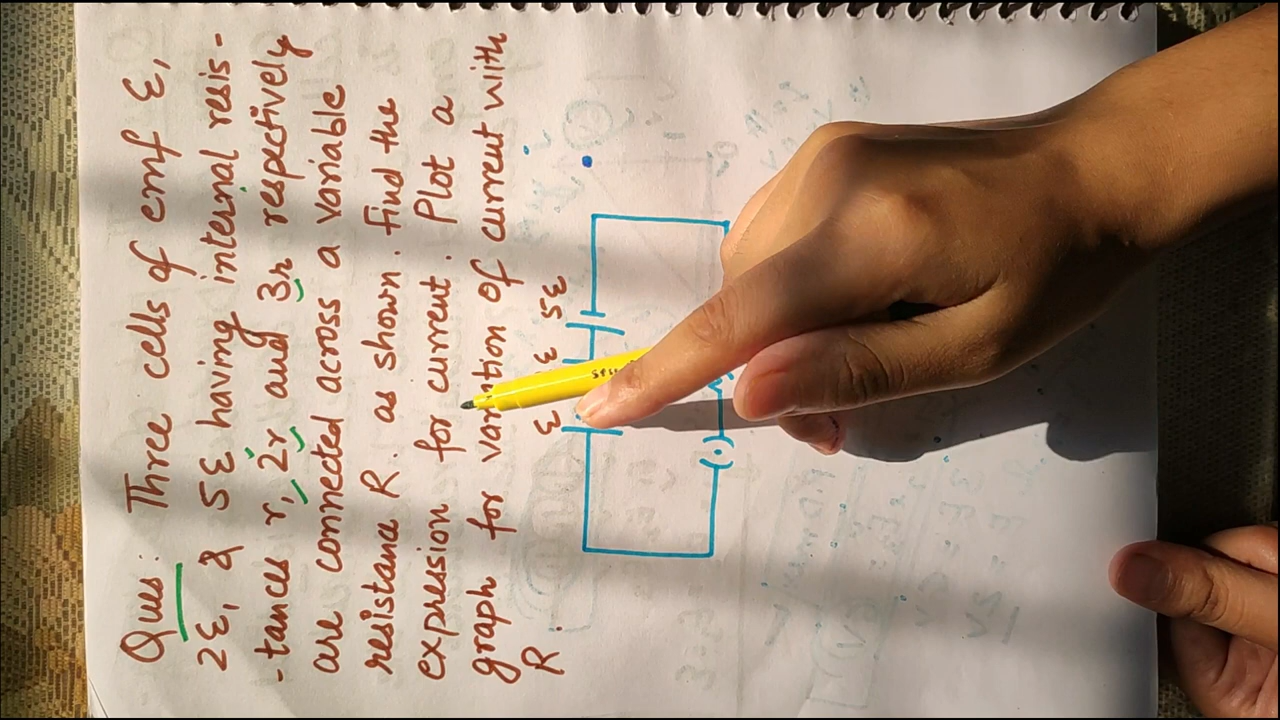 Ques: Three cells of emf ε,
2ε, & 5ε having internal resis-
-tances r, 2r and 3r respectively
are connected across a variable
resistance R. as shown. find the
expression for current. Plot a
graph for variation of current with
R.
ε 5ε
(·)